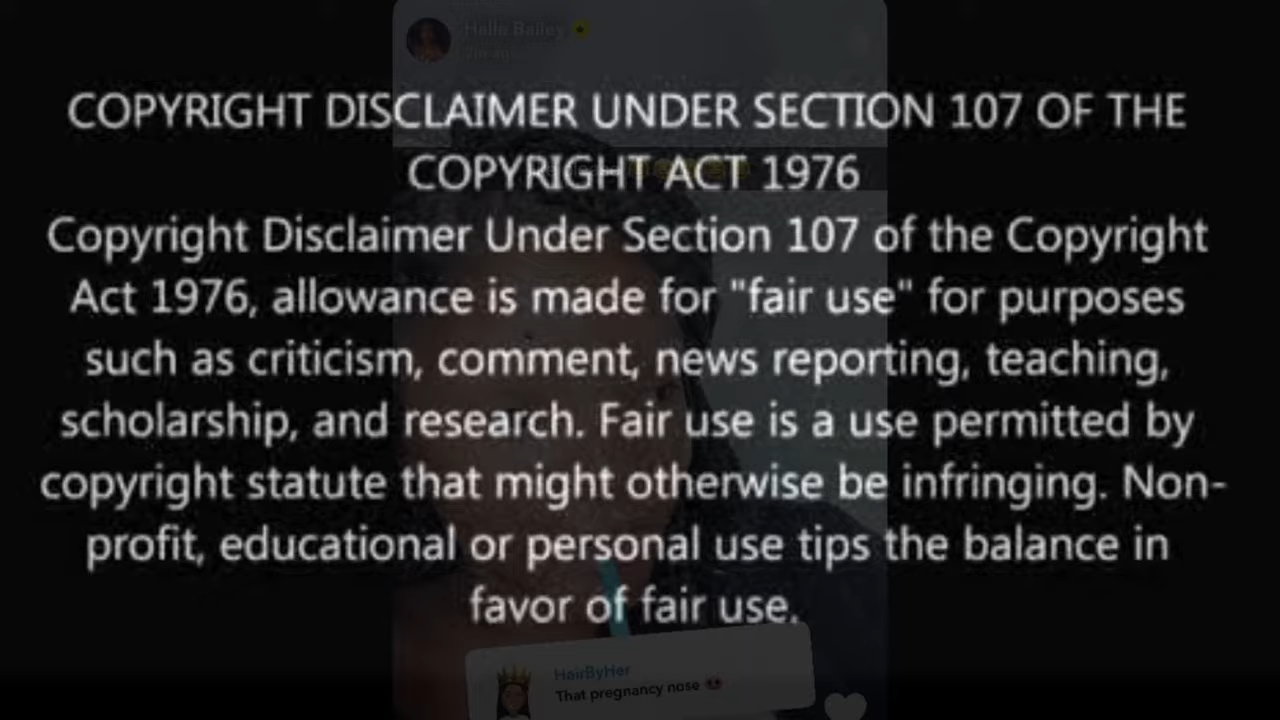 Halle Bailey
COPYRIGHT DISCLAIMER UNDER SECTION 107 OF THE
COPYRIGHT ACT 1976
Copyright Disclaimer Under Section 107 of the Copyright
Act 1976, allowance is made for "fair use" for purposes
such as criticism, comment, news reporting, teaching,
scholarship, and research. Fair use is a use permitted by
copyright statute that might otherwise be infringing. Non-
profit, educational or personal use tips the balance in
favor of fair use.
HairByHer
That pregnancy nose